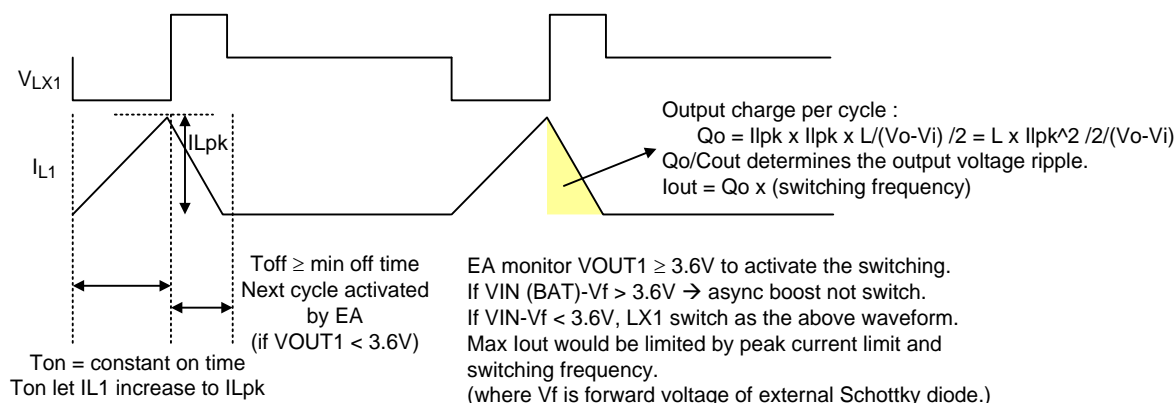 VLX1
Output charge per cycle :
Qo = Ilpk x Ilpk x L/(Vo-Vi) /2 = L x Ilpk^2 /2/(Vo-Vi)
Qo/Cout determines the output voltage ripple.
Iout = Qo x (switching frequency)
ILpk
IL1
Toff ≥ min off time
Next cycle activated
by EA
(if VOUT1 < 3.6V)
EA monitor VOUT1 ≥ 3.6V to activate the switching.
If VIN (BAT)-Vf > 3.6V → async boost not switch.
If VIN-Vf < 3.6V, LX1 switch as the above waveform.
Max Iout would be limited by peak current limit and
switching frequency.
(where Vf is forward voltage of external Schottky diode.)
Ton = constant on time
Ton let IL1 increase to ILpk